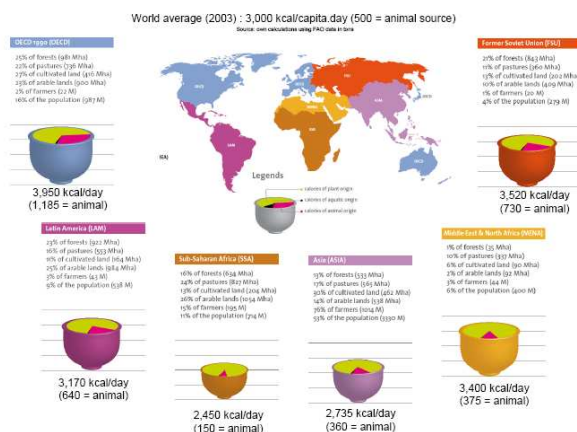 World average (2003) : 3,000 kcal/capita.day (500 = animal source)
Source: own calculations using FAO data in tons
OECD 1990 (OECD)
25% of forests (981 Mha)
22% of pastures (736 Mha)
27% of cultivated land (416 Mha)
23% of arable lands (900 Mha)
2% of farmers (22 M)
16% of the population (987 M)
3,950 kcal/day
(1,185 = animal)
Former Soviet Union (FSU)
21% of forests (843 Mha)
11% of pastures (360 Mha)
13% of cultivated land (202 Mha)
10% of arable lands (409 Mha)
1% of farmers (20 M)
4% of the population (279 M)
3,520 kcal/day
(730 = animal)
OECD
OECD
FSU
ASIA
MENA
SSA
LAM
OECD
Legends
calories of plant origin
calories of aquatic origin
calories of animal origin
Latin America (LAM)
23% of forests (922 Mha)
16% of pastures (553 Mha)
11% of cultivated land (164 Mha)
25% of arable lands (984 Mha)
3% of farmers (43 M)
9% of the population (538 M)
3,170 kcal/day
(640 = animal)
Sub-Saharan Africa (SSA)
16% of forests (634 Mha)
24% of pastures (827 Mha)
13% of cultivated land (204 Mha)
26% of arable lands (1034 Mha)
15% of farmers (195 M)
11% of the population (714 M)
2,450 kcal/day
(150 = animal)
Asia (ASIA)
13% of forests (533 Mha)
17% of pastures (565 Mha)
30% of cultivated land (462 Mha)
14% of arable lands (538 Mha)
76% of farmers (1014 M)
53% of the population (3330 M)
2,735 kcal/day
(360 = animal)
Middle East & North Africa (MENA)
1% of forests (35 Mha)
10% of pastures (337 Mha)
6% of cultivated land (90 Mha)
2% of arable lands (92 Mha)
3% of farmers (44 M)
6% of the population (400 M)
3,400 kcal/day
(375 = animal)